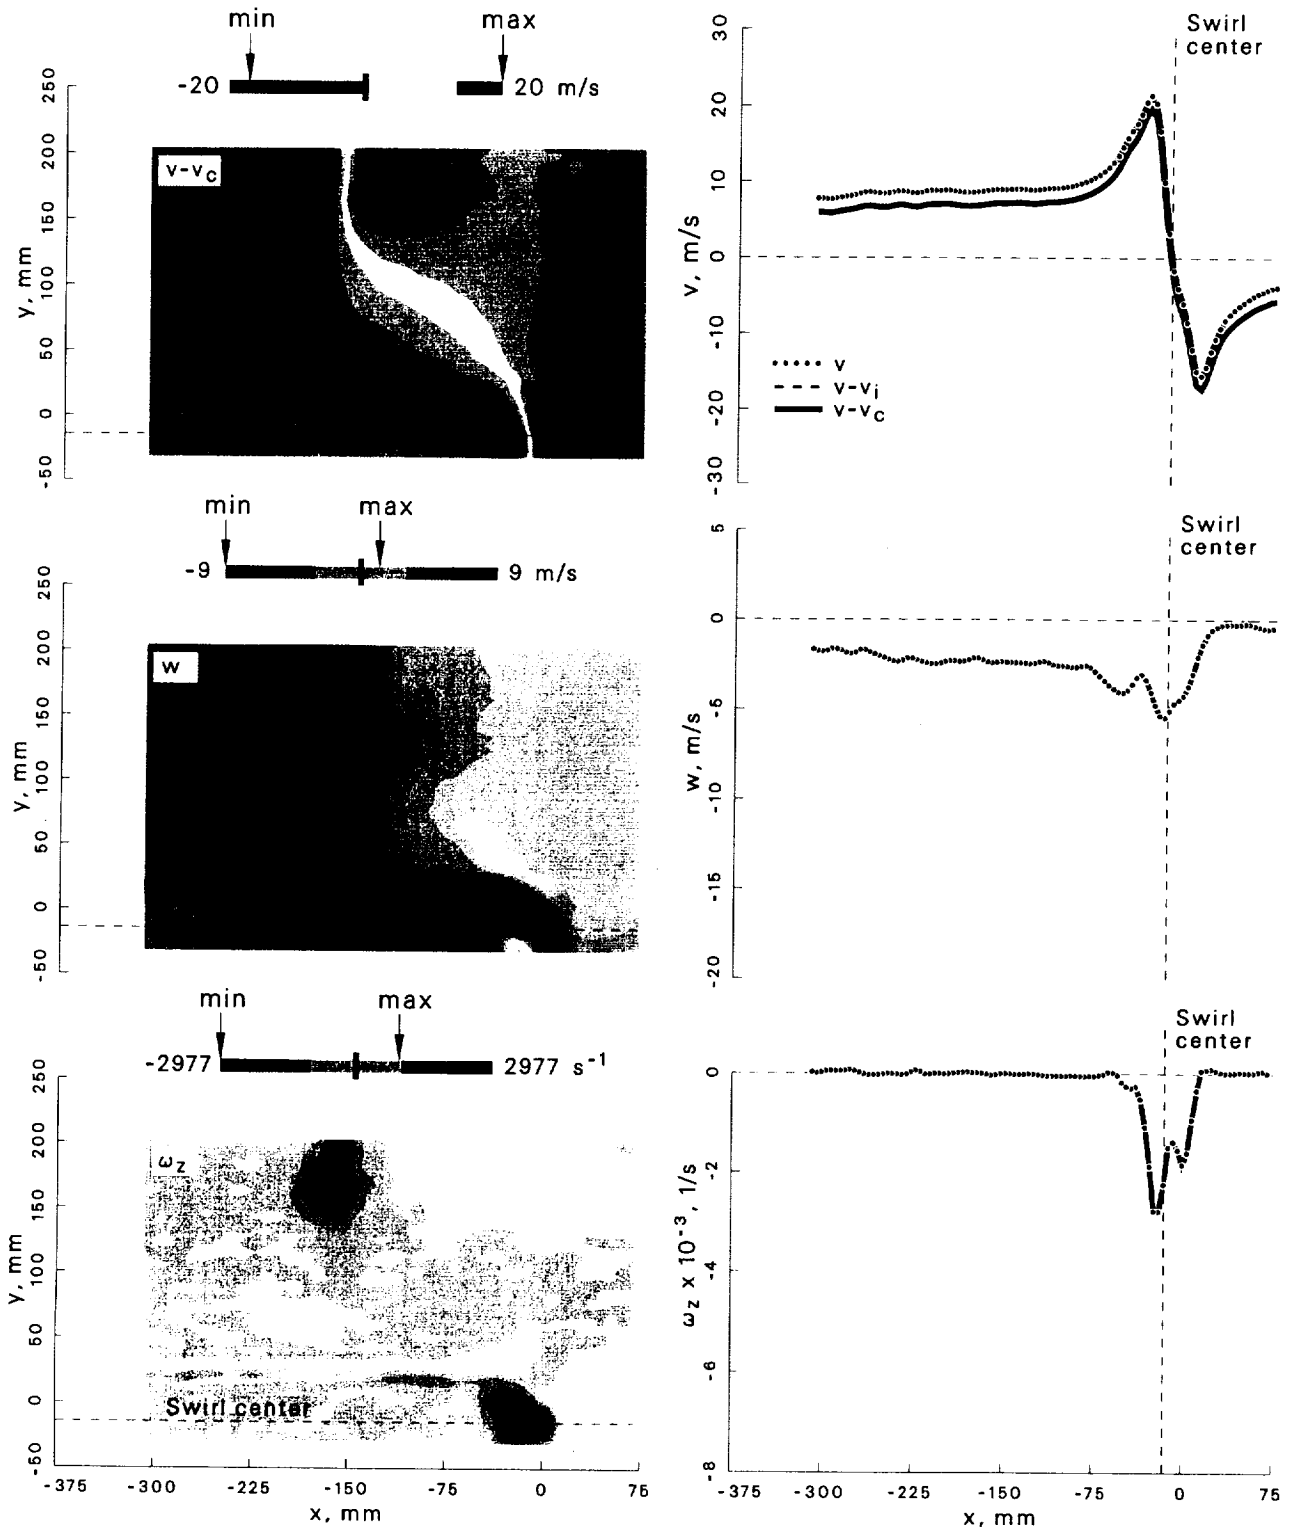 min
max
-20
20 m/s
v-vc
y, mm
250
200
150
100
50
0
-50
min
max
-9
9 m/s
w
y, mm
250
200
150
100
50
0
-50
min
max
-2977
2977 s-1
ωz
y, mm
250
200
150
100
50
0
-50
Swirl center
-375
-300
-225
-150
-75
0
75
x, mm
Swirl
center
v, m/s
30
20
10
0
-10
-20
-30
v
v-vi
v-vc
Swirl
center
w, m/s
5
0
-5
-10
-15
-20
Swirl
center
ωz x 10-3, 1/s
0
-2
-4
-6
-8
-375
-300
-225
-150
-75
0
75
x, mm